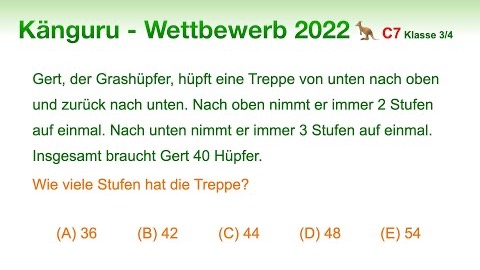 Känguru - Wettbewerb 2022 C7 Klasse 3/4
Gert, der Grashüpfer, hüpft eine Treppe von unten nach oben
und zurück nach unten. Nach oben nimmt er immer 2 Stufen
auf einmal. Nach unten nimmt er immer 3 Stufen auf einmal.
Insgesamt braucht Gert 40 Hüpfer.
Wie viele Stufen hat die Treppe?
(A) 36 (B) 42 (C) 44 (D) 48 (E) 54